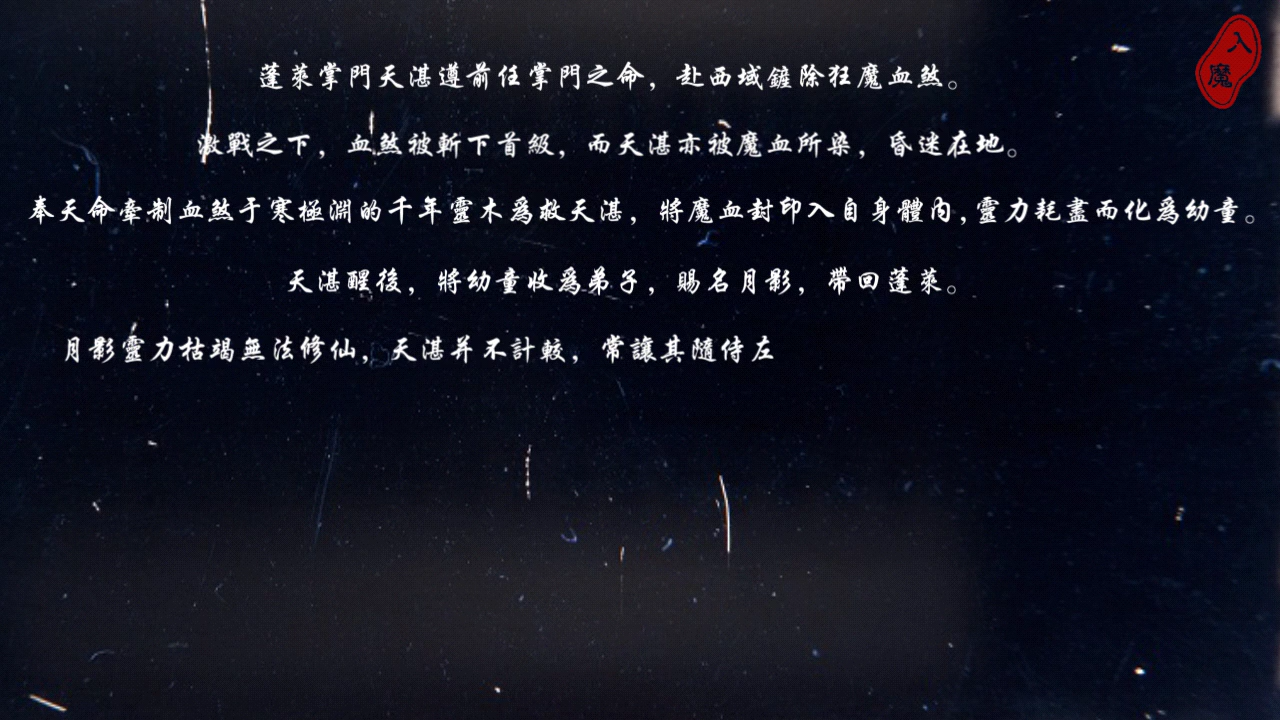 入魔
蓬萊掌門天湛遵前任掌門之命，赴西域鏟除狂魔血煞。
激戰之下，血煞被斬下首級，而天湛亦被魔血所染，昏迷在地。
奉天命牽制血煞于寒極淵的千年靈木爲救天湛，將魔血封印入自身體內,靈力耗盡而化爲幼童。
天湛醒後，將幼童收爲弟子，賜名月影，帶回蓬萊。
月影靈力枯竭無法修仙，天湛并不計較，常讓其隨侍左